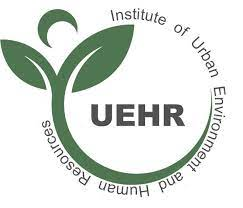 Institute of Urban Environment and Human Resources
UEHR